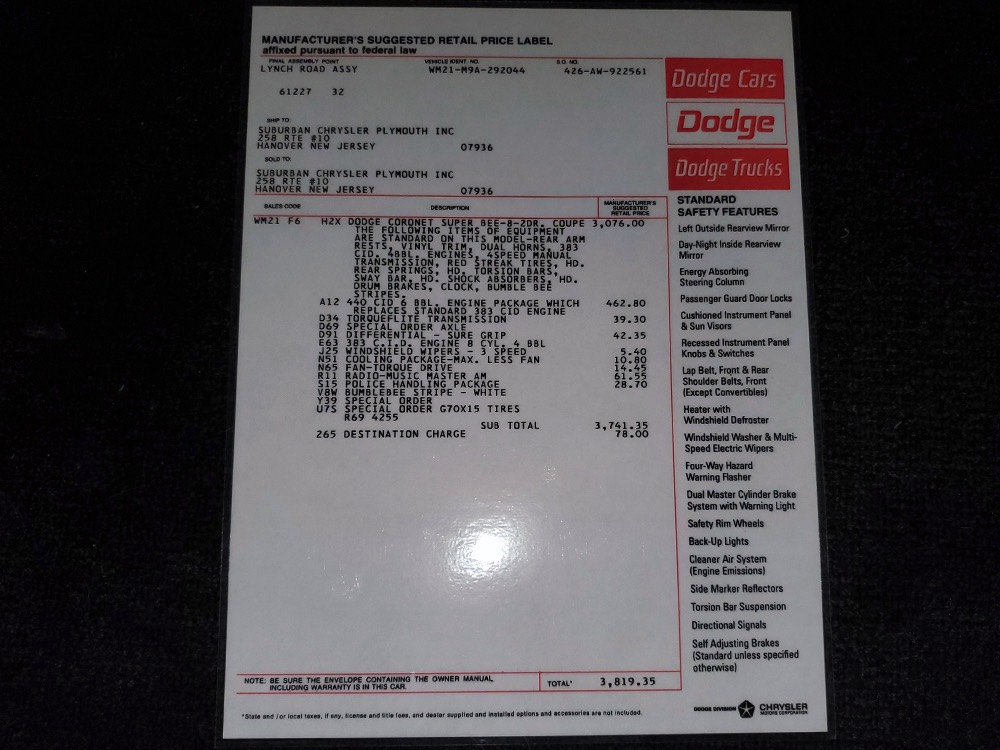 MANUFACTURER'S SUGGESTED RETAIL PRICE LABEL
affixed pursuant to federal law
FINAL ASSEMBLY POINT VEHICLE IDENT. NO. S.O. NO.
LYNCH ROAD ASSY WM21-M9A-292044 426-AW-922561
61227 32
SHIP TO:
SUBURBAN CHRYSLER PLYMOUTH INC
258 RTE #10
HANOVER NEW JERSEY 07936
SOLD TO:
SUBURBAN CHRYSLER PLYMOUTH INC
258 RTE #10
HANOVER NEW JERSEY 07936
SALES CODE DESCRIPTION MANUFACTURER'S
SUGGESTED
RETAIL PRICE
WM21 F6 H2X DODGE CORONET SUPER BEE-8-2DR. COUPE 3,076.00
THE FOLLOWING ITEMS OF EQUIPMENT
ARE STANDARD ON THIS MODEL-REAR ARM
RESTS, VINYL TRIM, DUAL HORNS, 383
CID. 4BBL. ENGINES, 4SPEED MANUAL
TRANSMISSION, RED STREAK TIRES, HD.
REAR SPRINGS, HD. TORSION BARS,
SWAY BAR, HD. SHOCK ABSORBERS, HD.
DRUM BRAKES, CLOCK, BUMBLE BEE
STRIPES.
A12 440 CID 6 BBL. ENGINE PACKAGE WHICH 462.80
REPLACES STANDARD 383 CID ENGINE
D34 TORQUEFLITE TRANSMISSION 39.30
D69 SPECIAL ORDER AXLE
D91 DIFFERENTIAL - SURE GRIP 42.35
E63 383 C.I.D. ENGINE 8 CYL. 4 BBL
J25 WINDSHIELD WIPERS - 3 SPEED 5.40
N51 COOLING PACKAGE-MAX. LESS FAN 10.80
N65 FAN-TORQUE DRIVE 14.45
R11 RADIO-MUSIC MASTER AM 61.55
S15 POLICE HANDLING PACKAGE 28.70
V8W BUMBLEBEE STRIPE - WHITE
Y39 SPECIAL ORDER
U7S SPECIAL ORDER G70X15 TIRES
R69 4255
SUB TOTAL 3,741.35
265 DESTINATION CHARGE 78.00
NOTE: BE SURE THE ENVELOPE CONTAINING THE OWNER MANUAL
INCLUDING WARRANTY IS IN THIS CAR.
TOTAL* 3,819.35
*State and/or local taxes, if any, license and title fees, and dealer supplied and installed options and accessories are not included.
Dodge Cars
Dodge
Dodge Trucks
STANDARD
SAFETY FEATURES
Left Outside Rearview Mirror
Day-Night Inside Rearview
Mirror
Energy Absorbing
Steering Column
Passenger Guard Door Locks
Cushioned Instrument Panel
& Sun Visors
Recessed Instrument Panel
Knobs & Switches
Lap Belt, Front & Rear
Shoulder Belts, Front
(Except Convertibles)
Heater with
Windshield Defroster
Windshield Washer & Multi-
Speed Electric Wipers
Four-Way Hazard
Warning Flasher
Dual Master Cylinder Brake
System with Warning Light
Safety Rim Wheels
Back-Up Lights
Cleaner Air System
(Engine Emissions)
Side Marker Reflectors
Torsion Bar Suspension
Directional Signals
Self Adjusting Brakes
(Standard unless specified
otherwise)
DODGE DIVISION CHRYSLER
MOTORS CORPORATION